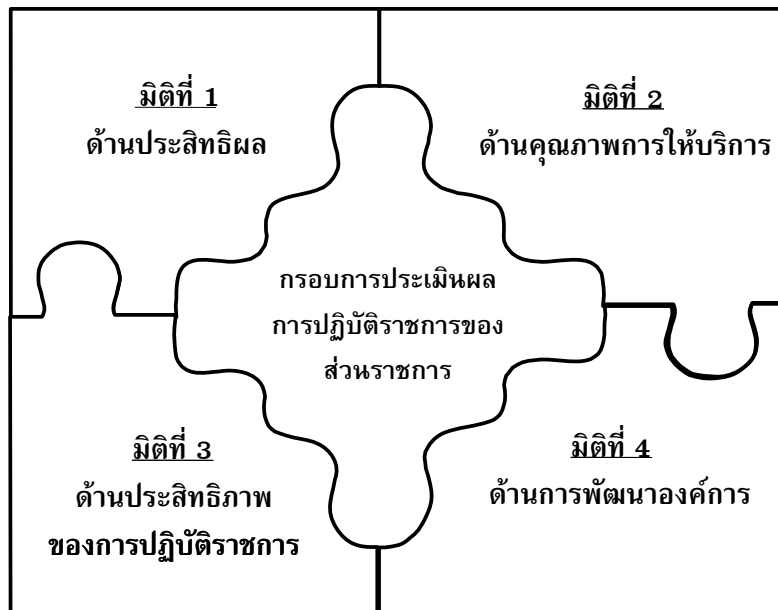 มิติที่ 1
ด้านประสิทธิผล
มิติที่ 2
ด้านคุณภาพการให้บริการ
กรอบการประเมินผล
การปฏิบัติราชการของ
ส่วนราชการ
มิติที่ 3
ด้านประสิทธิภาพ
ของการปฏิบัติราชการ
มิติที่ 4
ด้านการพัฒนาองค์การ